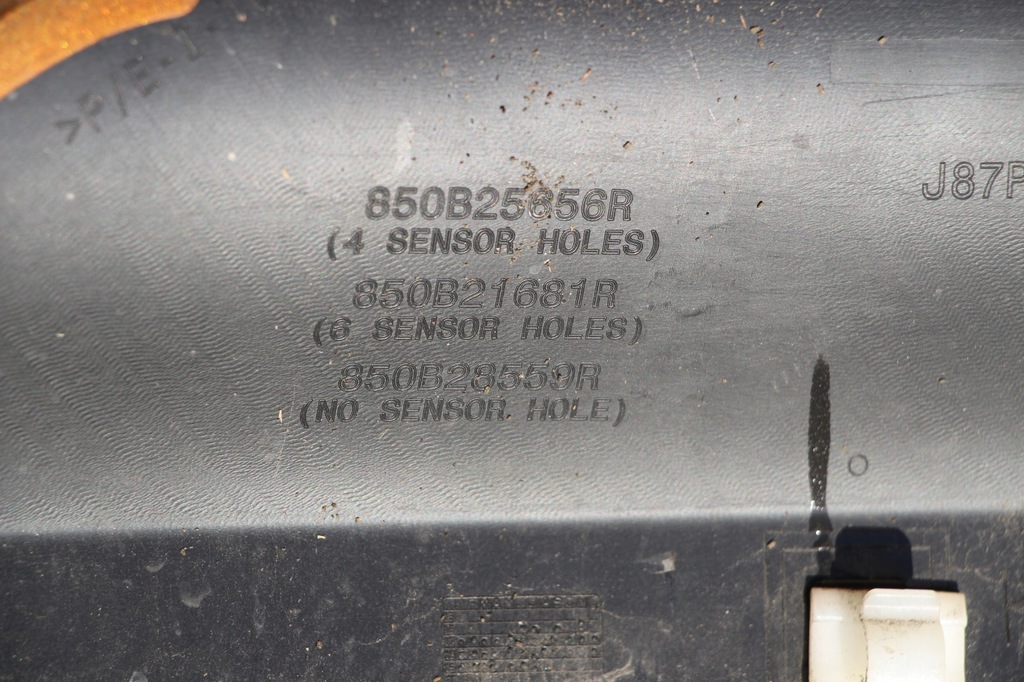 >P/E-
J87P
850B25656R
(4 SENSOR HOLES)
850B21681R
(6 SENSOR HOLES)
850B28559R
(NO SENSOR HOLE)